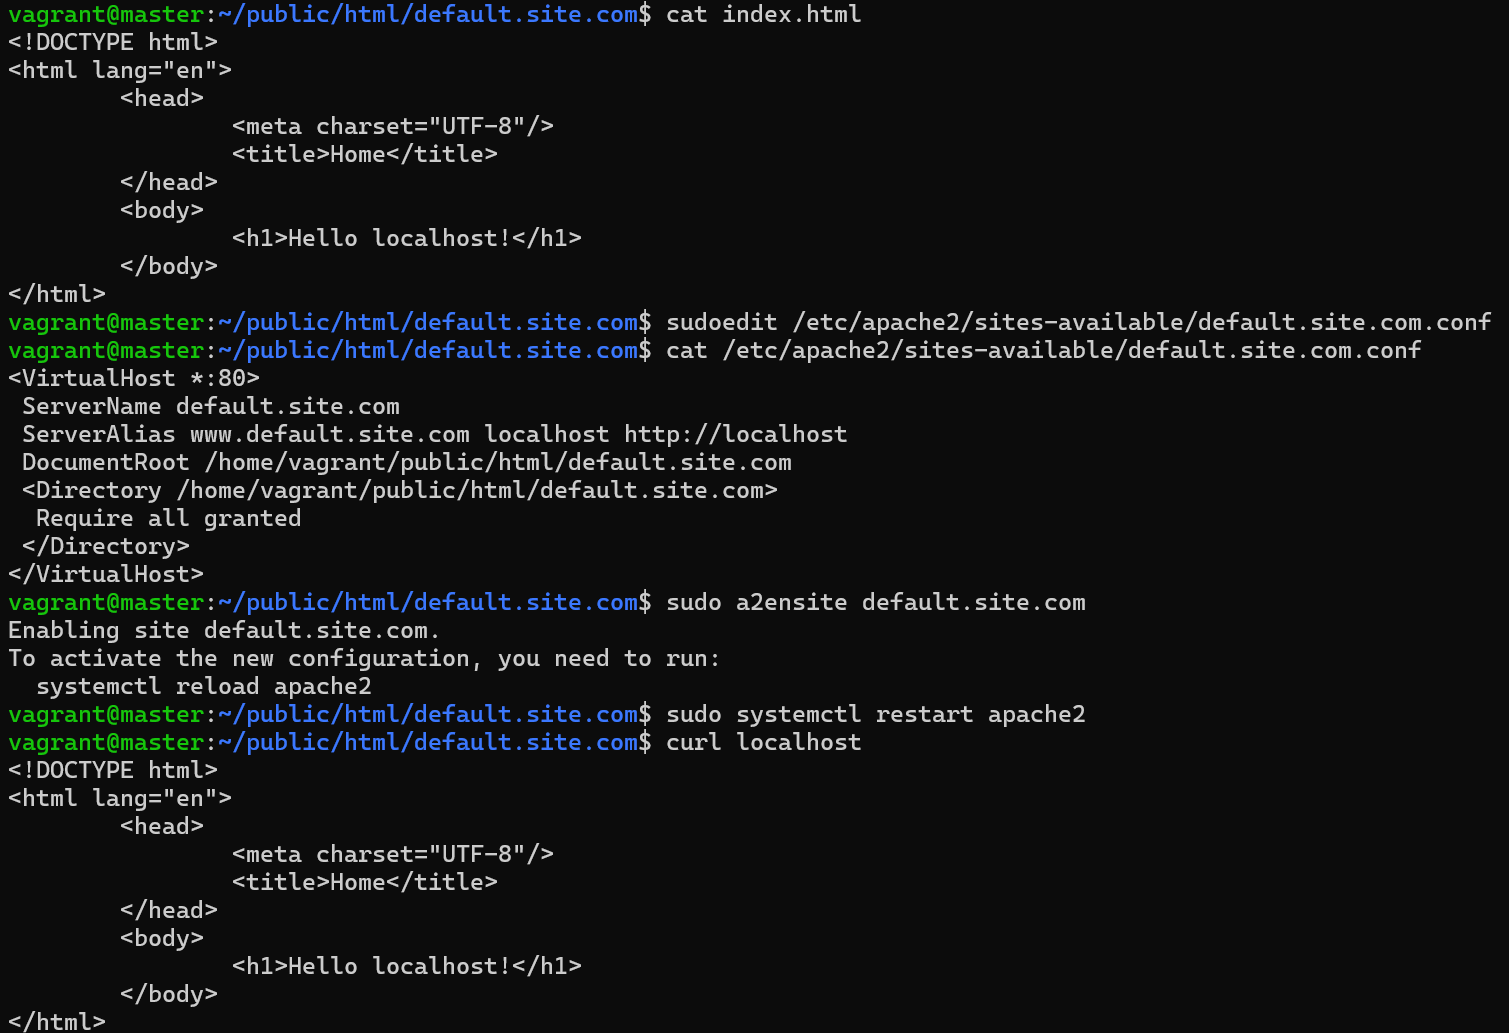 vagrant@master:~/public/html/default.site.com$ cat index.html
<!DOCTYPE html>
<html lang="en">
        <head>
                <meta charset="UTF-8"/>
                <title>Home</title>
        </head>
        <body>
                <h1>Hello localhost!</h1>
        </body>
</html>
vagrant@master:~/public/html/default.site.com$ sudoedit /etc/apache2/sites-available/default.site.com.conf
vagrant@master:~/public/html/default.site.com$ cat /etc/apache2/sites-available/default.site.com.conf
<VirtualHost *:80>
 ServerName default.site.com
 ServerAlias www.default.site.com localhost http://localhost
 DocumentRoot /home/vagrant/public/html/default.site.com
 <Directory /home/vagrant/public/html/default.site.com>
  Require all granted
 </Directory>
</VirtualHost>
vagrant@master:~/public/html/default.site.com$ sudo a2ensite default.site.com
Enabling site default.site.com.
To activate the new configuration, you need to run:
  systemctl reload apache2
vagrant@master:~/public/html/default.site.com$ sudo systemctl restart apache2
vagrant@master:~/public/html/default.site.com$ curl localhost
<!DOCTYPE html>
<html lang="en">
        <head>
                <meta charset="UTF-8"/>
                <title>Home</title>
        </head>
        <body>
                <h1>Hello localhost!</h1>
        </body>
</html>